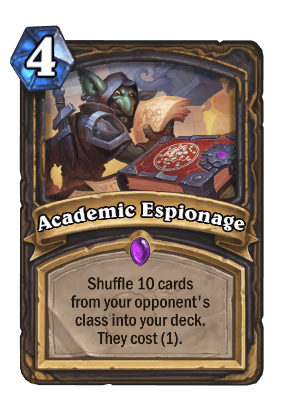 4
Academic Espionage
Shuffle 10 cards
from your opponent's
class into your deck.
They cost (1).